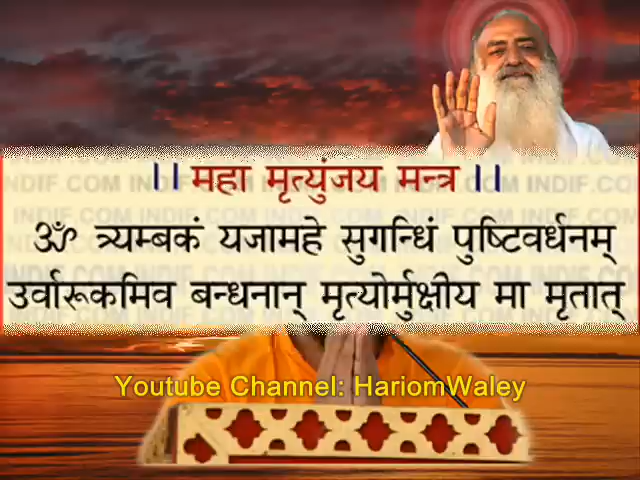 ।। महा मृत्युंजय मन्त्र ।।
ॐ त्र्यम्बकं यजामहे सुगन्धिं पुष्टिवर्धनम्
उर्वारूकमिव बन्धनान् मृत्योर्मुक्षीय मा मृतात्
Youtube Channel: HariomWaley